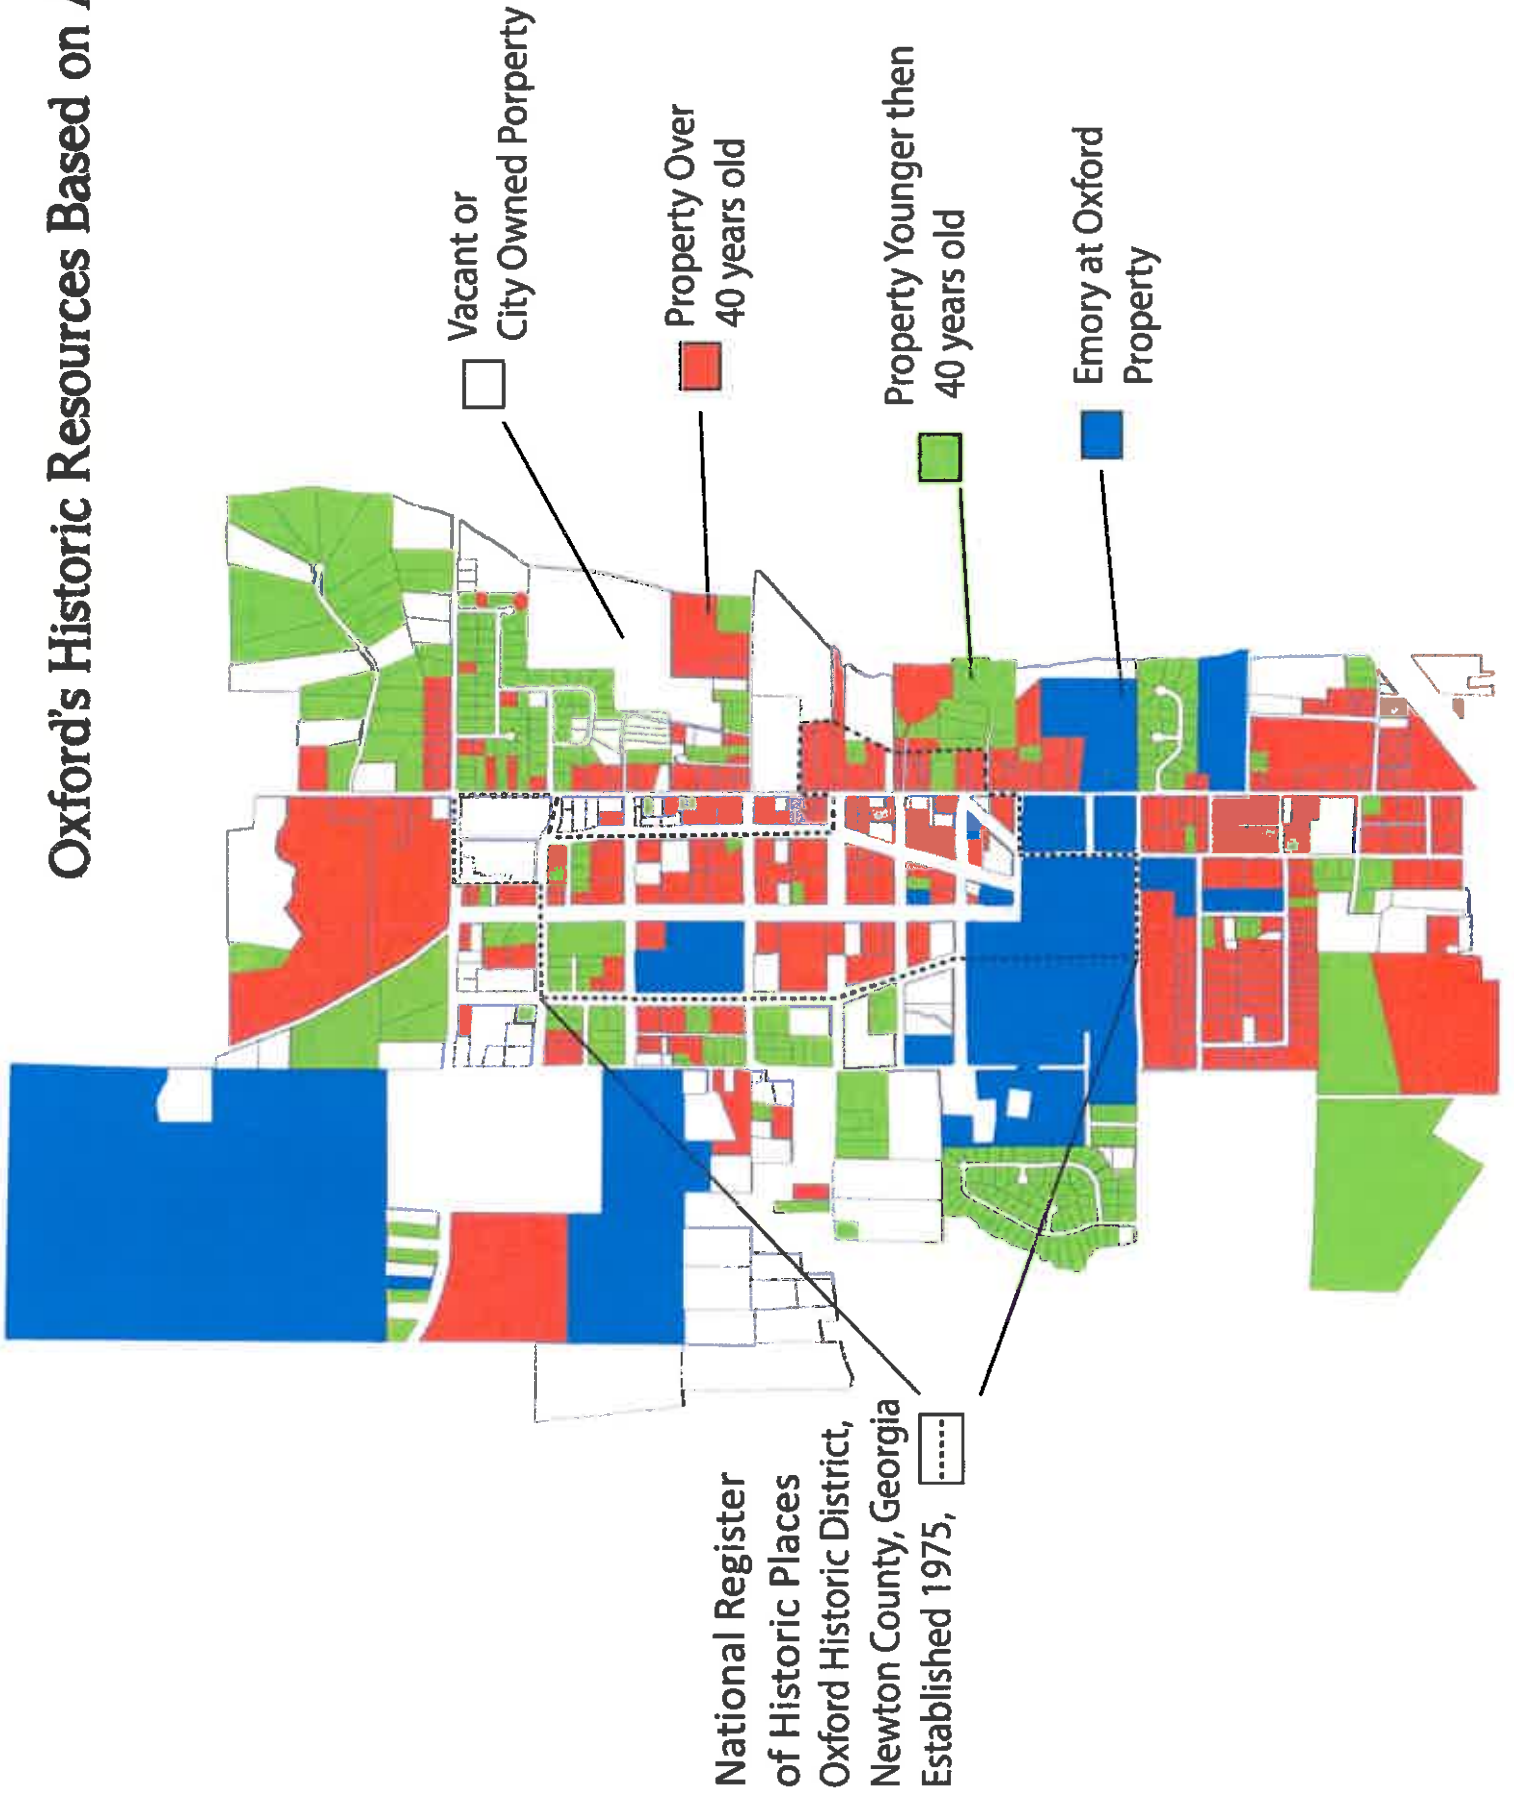 Oxford's Historic Resources Based on
Vacant or
City Owned Porperty
Property Over
40 years old
Property Younger then
40 years old
Emory at Oxford
Property
National Register
of Historic Places
Oxford Historic District,
Newton County, Georgia
Established 1975,